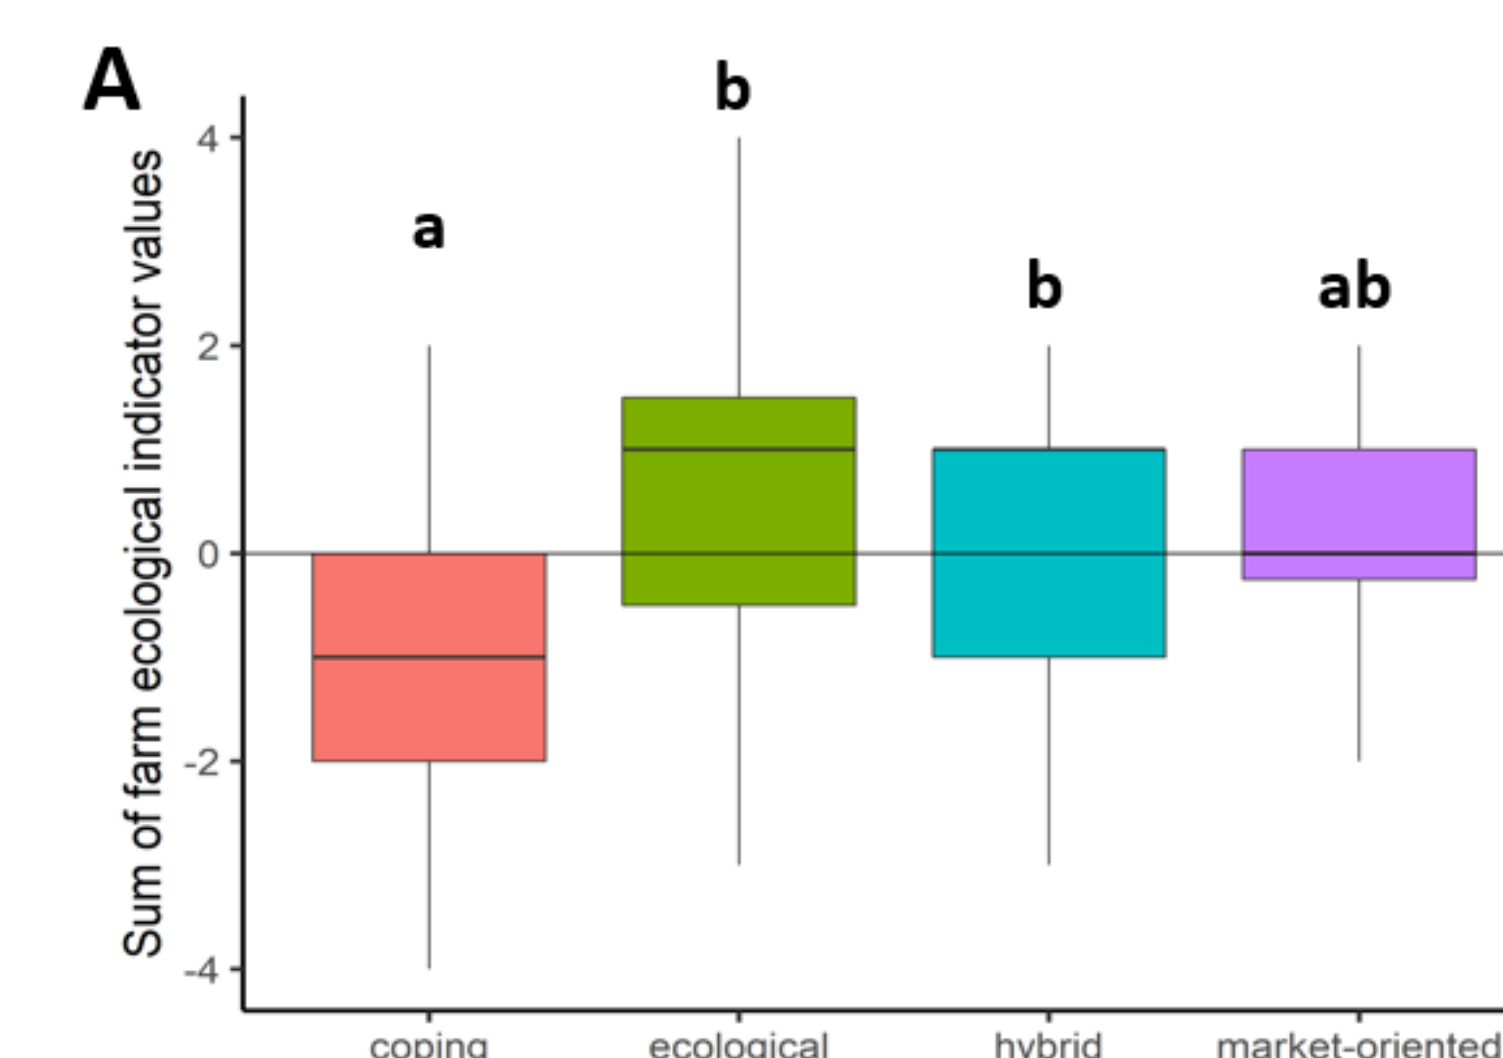 A
Sum of farm ecological indicator values
4
2
0
-2
-4
a
b
b
ab
coping
ecological
hybrid
market-oriented